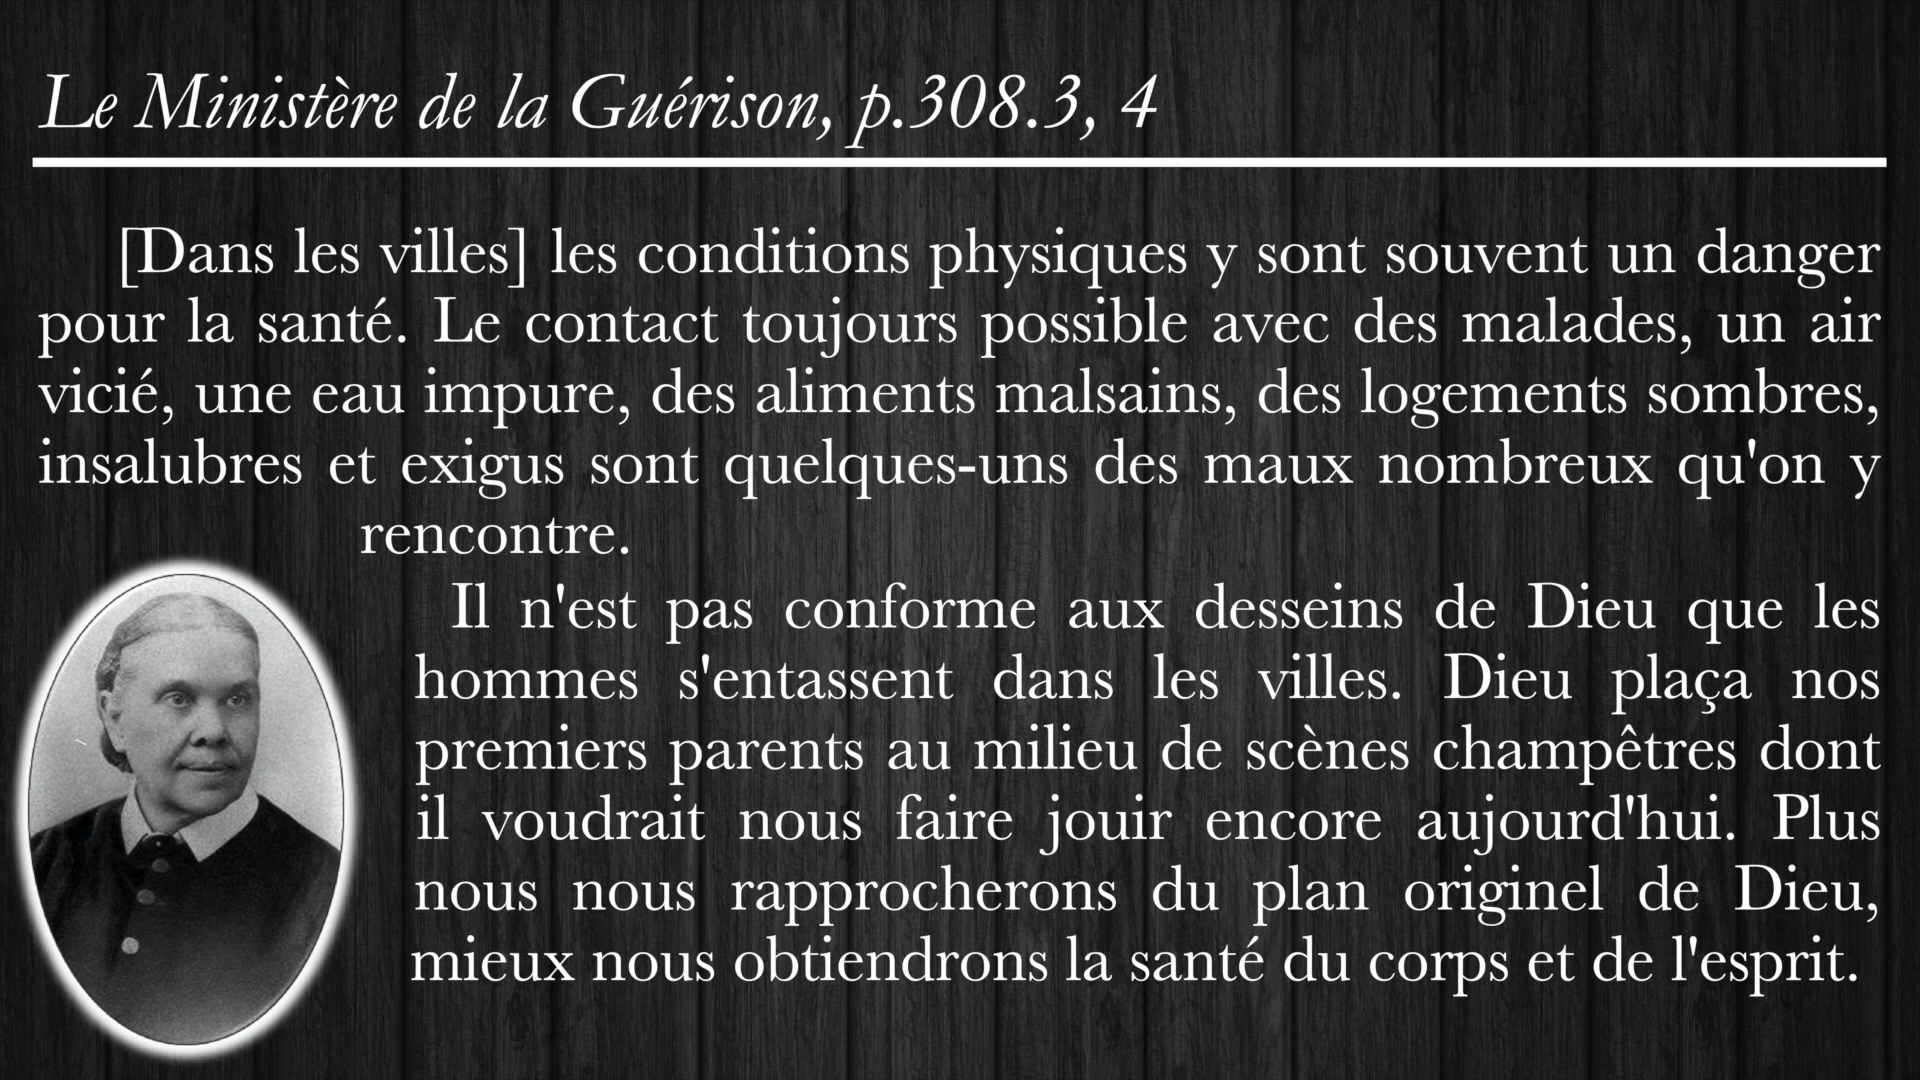 Le Ministère de la Guérison, p.308.3, 4
[Dans les villes] les conditions physiques y sont souvent un danger
pour la santé. Le contact toujours possible avec des malades, un air
vicié, une eau impure, des aliments malsains, des logements sombres,
insalubres et exigus sont quelques-uns des maux nombreux qu'on y
rencontre.
Il n'est pas conforme aux desseins de Dieu que les
hommes s'entassent dans les villes. Dieu plaça nos
premiers parents au milieu de scènes champêtres dont
il voudrait nous faire jouir encore aujourd'hui. Plus
nous nous rapprocherons du plan originel de Dieu,
mieux nous obtiendrons la santé du corps et de l'esprit.